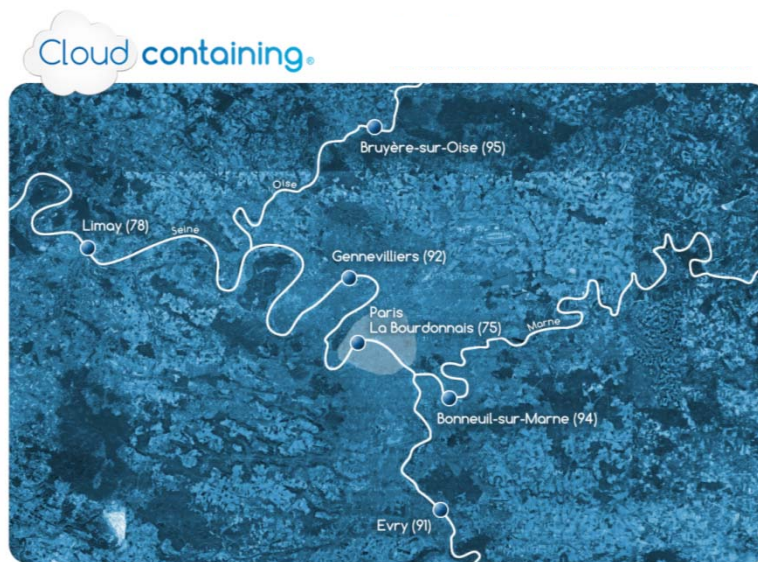 Cloud containing®
Bruyère-sur-Oise (95)
Oise
Limay (78)
Seine
Gennevilliers (92)
Paris
La Bourdonnais (75)
Marne
Bonneuil-sur-Marne (94)
Evry (91)